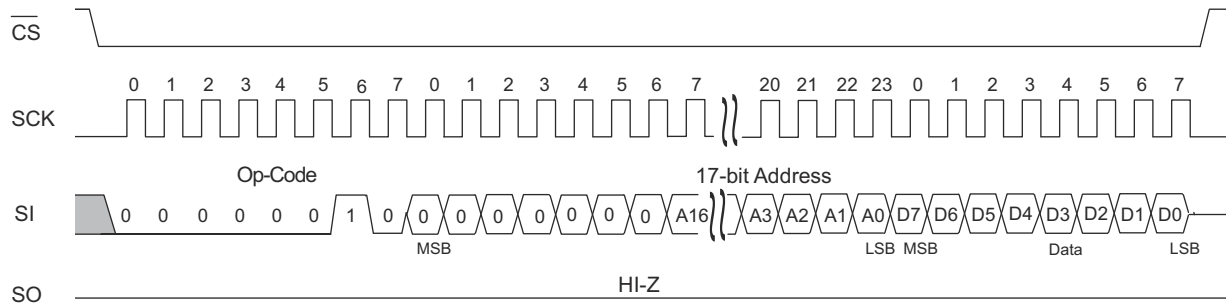 CS
0 1 2 3 4 5 6 7 0 1 2 3 4 5 6 7 20 21 22 23 0 1 2 3 4 5 6 7
SCK
Op-Code 17-bit Address
SI 0 0 0 0 0 0 1 0 0 0 0 0 0 0 0 A16 A3 A2 A1 A0 D7 D6 D5 D4 D3 D2 D1 D0
MSB LSB MSB Data LSB
HI-Z
SO